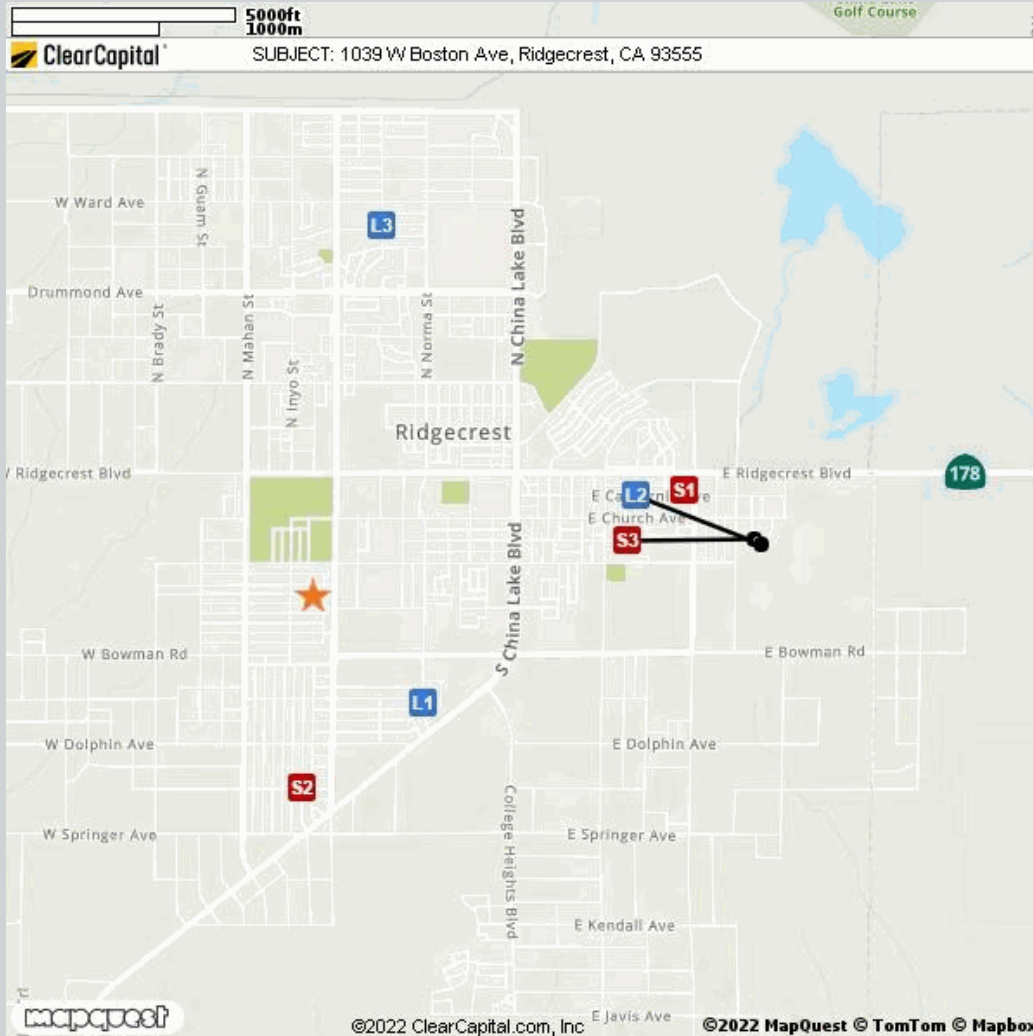 5000ft
1000m
Golf Course
ClearCapital
SUBJECT: 1039 W Boston Ave, Ridgecrest, CA 93555
N Guam St
W Ward Ave
L3
N China Lake Blvd
Drummond Ave
N Brady St
N Mahan St
N Norma St
N Inyo St
Ridgecrest
Ridgecrest Blvd
E Ridgecrest Blvd
178
L2
S1
E Church Ave
S3
S China Lake Blvd
W Bowman Rd
E Bowman Rd
L1
W Dolphin Ave
E Dolphin Ave
S2
College Heights Blvd
W Springer Ave
E Springer Ave
E Kendall Ave
E Javis Ave
mapquest
©2022 ClearCapital.com, Inc
©2022 MapQuest © TomTom © Mapbox